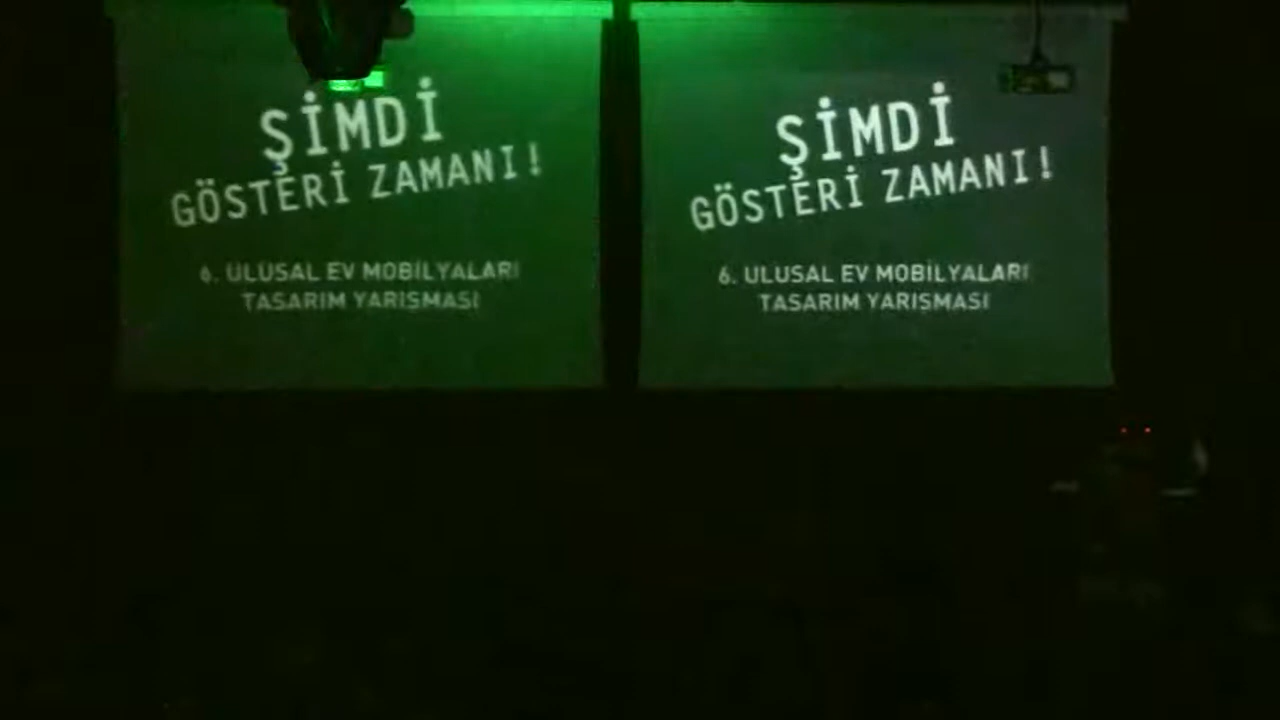 ŞİMDİ
GÖSTERİ ZAMANI!
6. ULUSAL EV MOBİLYALARI
TASARIM YARIŞMASI
ŞİMDİ
GÖSTERİ ZAMANI!
6. ULUSAL EV MOBİLYALARI
TASARIM YARIŞMASI